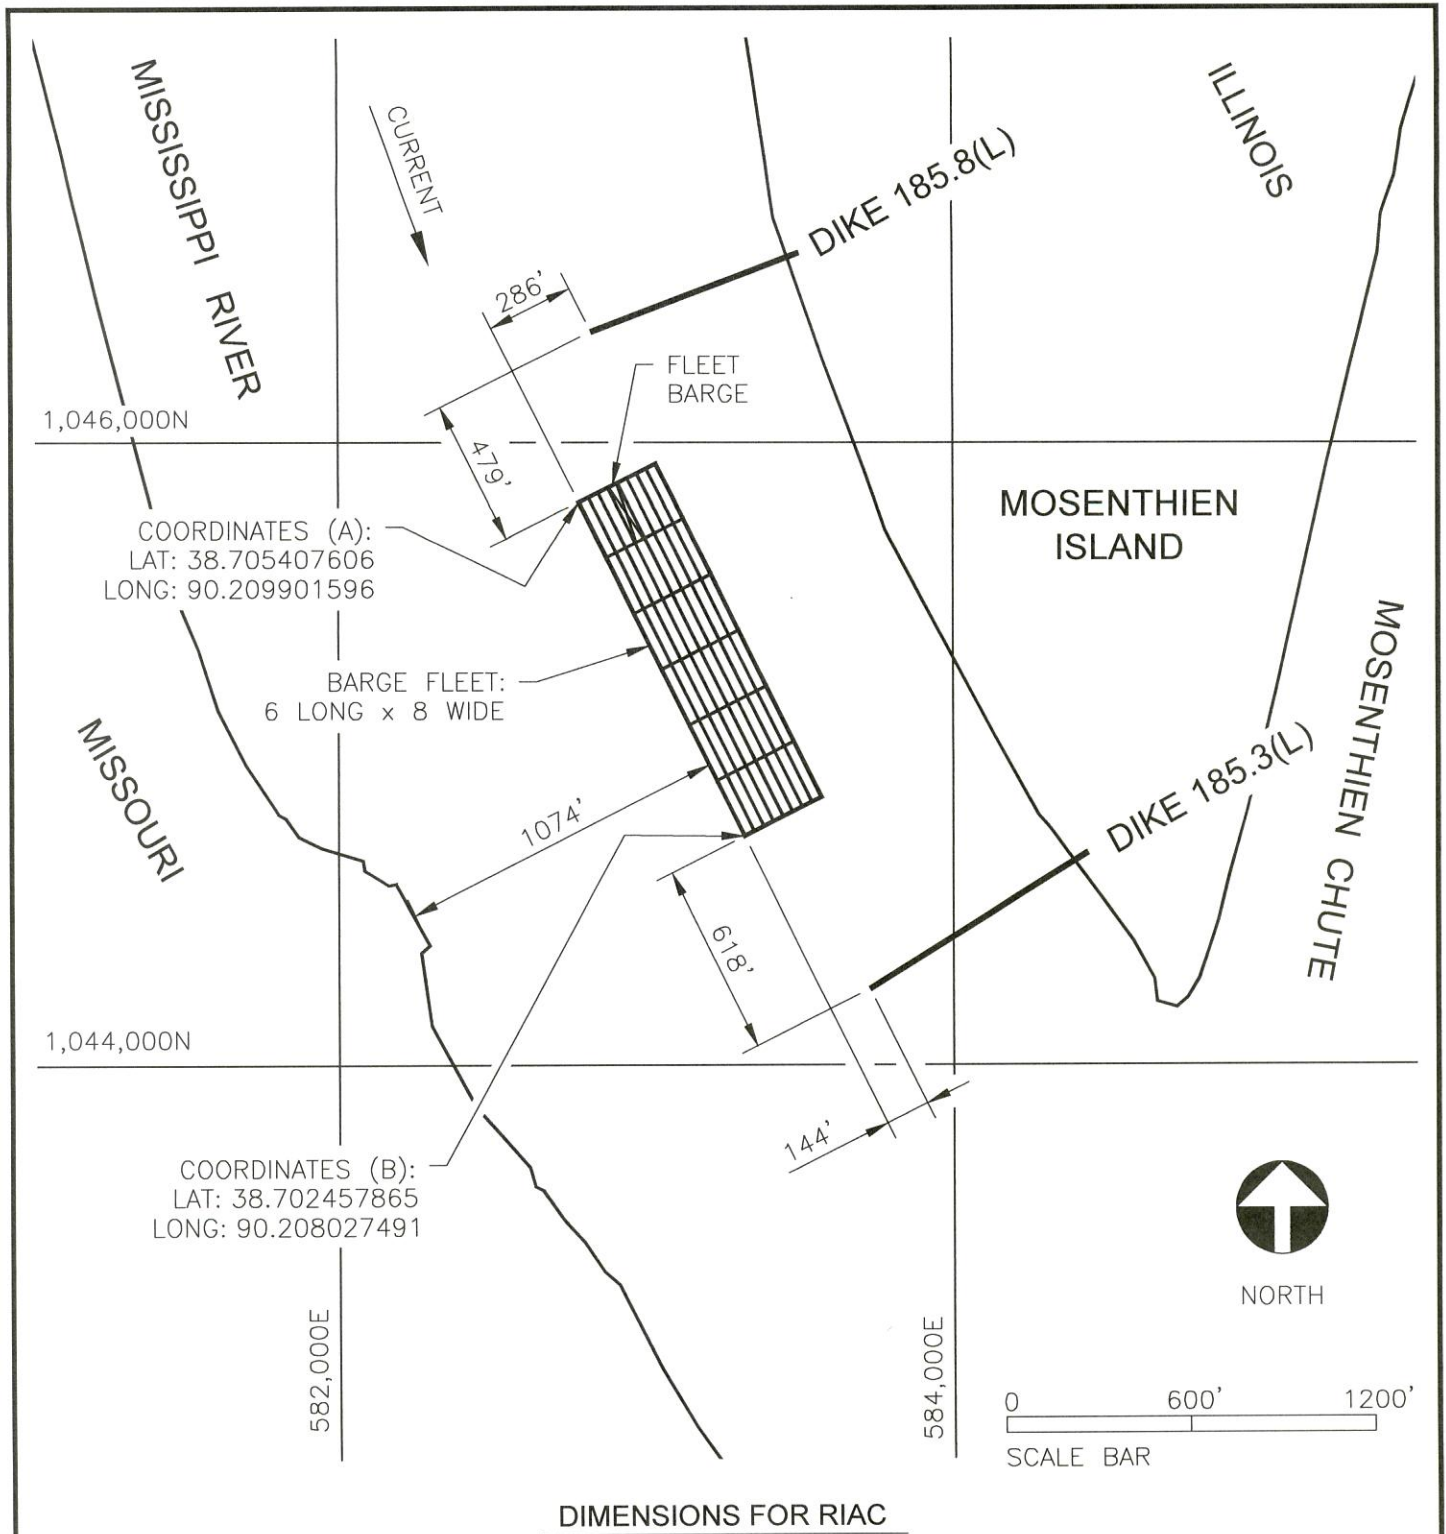 MISSISSIPPI RIVER
CURRENT
ILLINOIS
DIKE 185.8(L)
286'
FLEET
BARGE
1,046,000N
479'
MOSENTHIEN
ISLAND
COORDINATES (A):
LAT: 38.705407606
LONG: 90.209901596
MOSENTHIEN CHUTE
BARGE FLEET:
6 LONG x 8 WIDE
MISSOURI
DIKE 185.3(L)
1074'
618'
1,044,000N
144'
COORDINATES (B):
LAT: 38.702457865
LONG: 90.208027491
NORTH
582,000E
584,000E
0 600' 1200'
SCALE BAR
DIMENSIONS FOR RIAC